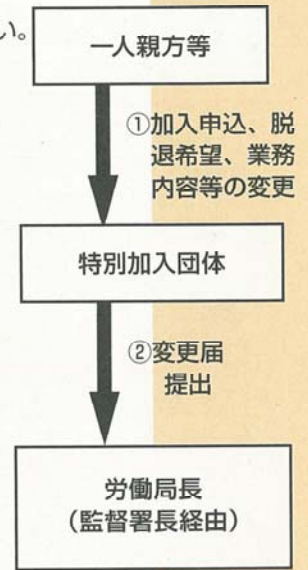 い。
一人親方等
①加入申込、脱
退希望、業務
内容等の変更
特別加入団体
②変更届
提出
労働局長
（監督署長経由）